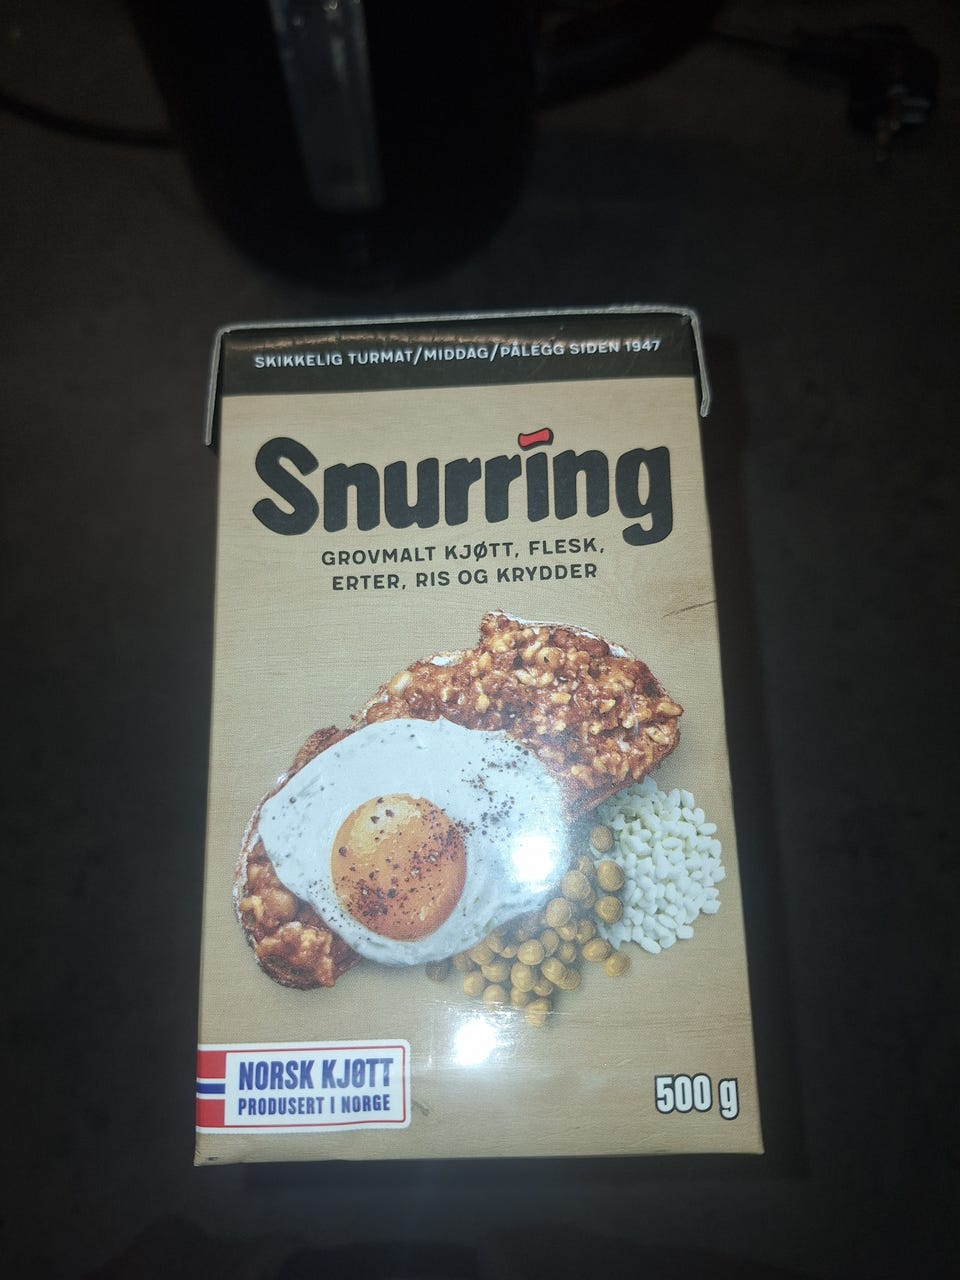 SKIKKELIG TURMAT/MIDDAG/PÅLEGG SIDEN 1947
Snurring
GROVMALT KJØTT, FLESK,
ERTER, RIS OG KRYDDER
NORSK KJØTT
PRODUSERT I NORGE
500 g